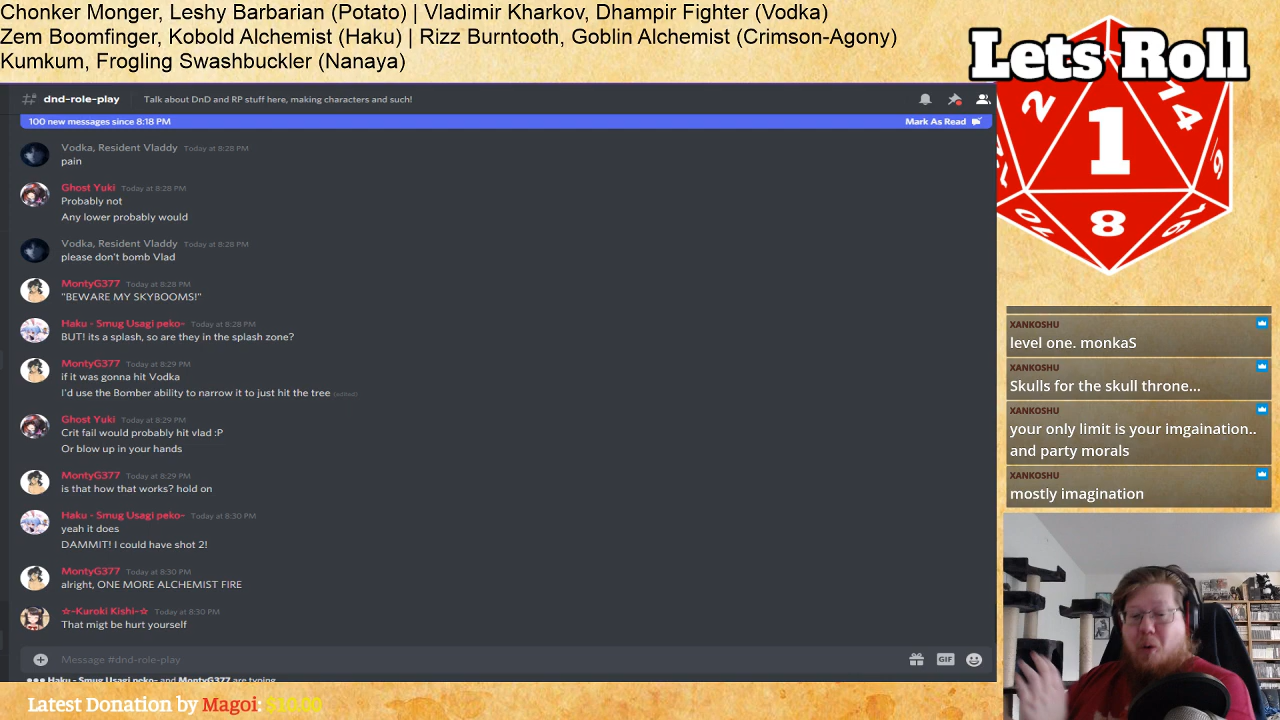 Chonker Monger, Leshy Barbarian (Potato) | Vladimir Kharkov, Dhampir Fighter (Vodka)
Zem Boomfinger, Kobold Alchemist (Haku) | Rizz Burntooth, Goblin Alchemist (Crimson-Agony)
Kumkum, Frogling Swashbuckler (Nanaya)
Lets Roll
2
14
1
8
20
16
dnd-role-play Talk about DnD and RP stuff here, making characters and such!
100 new messages since 8:18 PM Mark As Read
Vodka, Resident Vladdy Today at 8:28 PM
pain
Ghost Yuki Today at 8:28 PM
Probably not
Any lower probably would
Vodka, Resident Vladdy Today at 8:28 PM
please don't bomb Vlad
MontyG377 Today at 8:28 PM
"BEWARE MY SKYBOOMS!"
Haku - Smug Usagi peko~ Today at 8:28 PM
BUT! its a splash, so are they in the splash zone?
MontyG377 Today at 8:29 PM
if it was gonna hit Vodka
I'd use the Bomber ability to narrow it to just hit the tree (edited)
Ghost Yuki Today at 8:29 PM
Crit fail would probably hit vlad :P
Or blow up in your hands
MontyG377 Today at 8:29 PM
is that how that works? hold on
Haku - Smug Usagi peko~ Today at 8:30 PM
yeah it does
DAMMIT! I could have shot 2!
MontyG377 Today at 8:30 PM
alright, ONE MORE ALCHEMIST FIRE
☆~Kuroki Kishi~☆ Today at 8:30 PM
That migt be hurt yourself
Message #dnd-role-play
GIF
Haku - Smug Usagi peko~ and MontyG377 are typing
XANKOSHU
level one. monkaS
XANKOSHU
Skulls for the skull throne...
XANKOSHU
your only limit is your imgaination..
and party morals
XANKOSHU
mostly imagination
Latest Donation by Magoi: $10.00